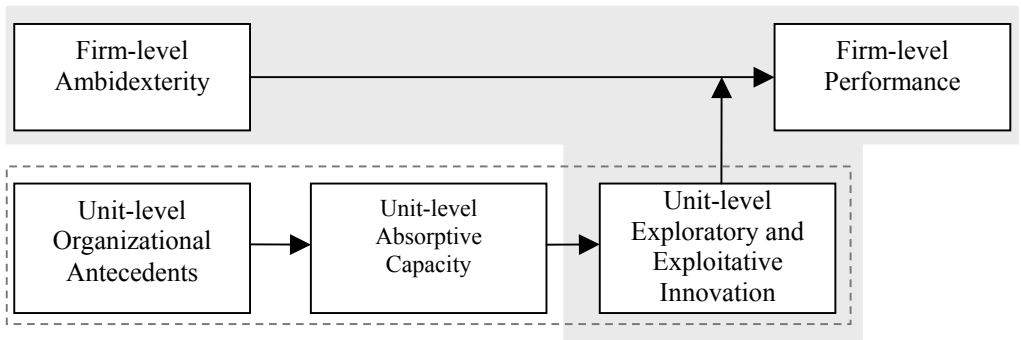 Firm-level
Ambidexterity
Firm-level
Performance
Unit-level
Organizational
Antecedents
Unit-level
Absorptive
Capacity
Unit-level
Exploratory and
Exploitative
Innovation